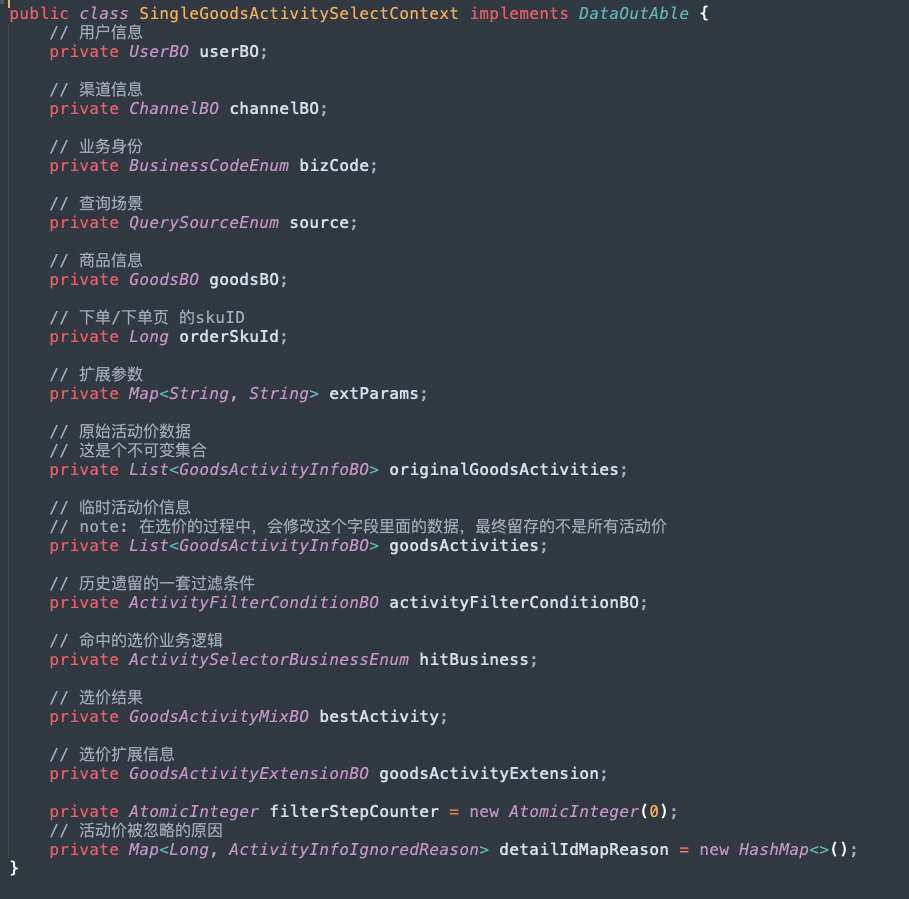 public class SingleGoodsActivitySelectContext implements DataOutAble {
// 用户信息
private UserBO userBO;
// 渠道信息
private ChannelBO channelBO;
// 业务身份
private BusinessCodeEnum bizCode;
// 查询场景
private QuerySourceEnum source;
// 商品信息
private GoodsBO goodsBO;
// 下单/下单页 的skuID
private Long orderSkuId;
// 扩展参数
private Map<String, String> extParams;
// 原始活动价数据
// 这是个不可变集合
private List<GoodsActivityInfoBO> originalGoodsActivities;
// 临时活动价信息
// note: 在选价的过程中，会修改这个字段里面的数据，最终留存的不是所有活动价
private List<GoodsActivityInfoBO> goodsActivities;
// 历史遗留的一套过滤条件
private ActivityFilterConditionBO activityFilterConditionBO;
// 命中的选价业务逻辑
private ActivitySelectorBusinessEnum hitBusiness;
// 选价结果
private GoodsActivityMixBO bestActivity;
// 选价扩展信息
private GoodsActivityExtensionBO goodsActivityExtension;
private AtomicInteger filterStepCounter = new AtomicInteger(0);
// 活动价被忽略的原因
private Map<Long, ActivityInfoIgnoredReason> detailIdMapReason = new HashMap<>();
}